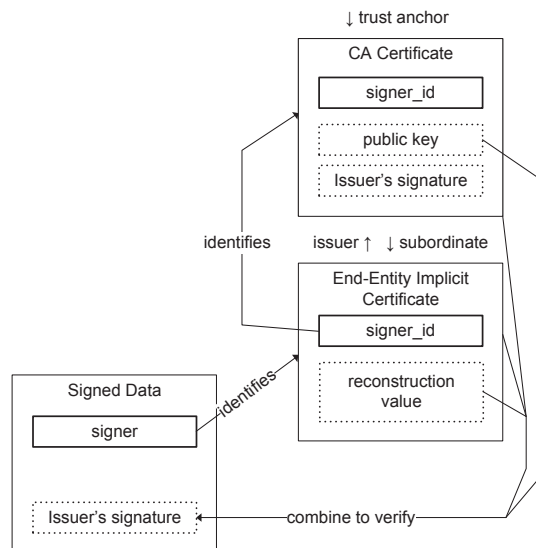 ↓ trust anchor
CA Certificate
signer_id
public key
Issuer’s signature
identifies
issuer ↑ ↓ subordinate
End-Entity Implicit
Certificate
signer_id
reconstruction
value
identifies
Signed Data
signer
Issuer’s signature
combine to verify